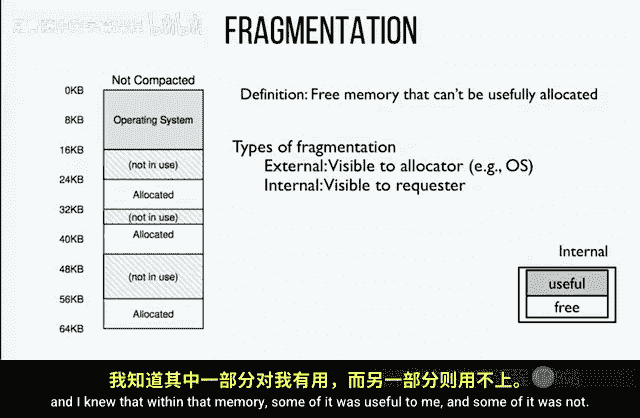 FRAGMENTATION
Not Compacted
0KB
8KB
Operating System
16KB
(not in use)
24KB
Allocated
32KB
(not in use)
40KB
Allocated
48KB
(not in use)
56KB
Allocated
64KB
Definition: Free memory that can't be usefully allocated
Types of fragmentation
External: Visible to allocator (e.g., OS)
Internal: Visible to requester
Internal
useful
free
我知道其中一部分对我有用，而另一部分则用不上。
and I knew that within that memory, some of it was useful to me, and some of it was not.